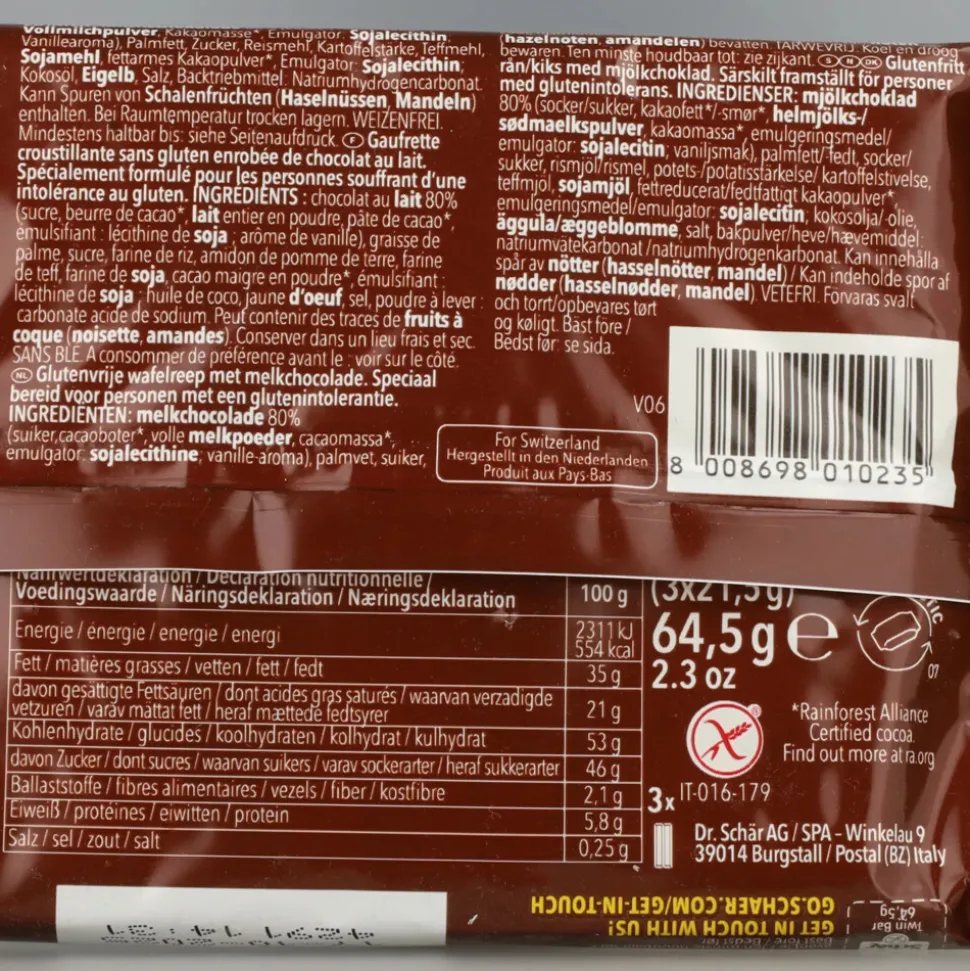 Vollmilchpulver, Kakaomasse*, Emulgator: Sojalecithin,
Vanillearoma), Palmfett, Zucker, Reismehl, Kartoffelstärke, Teffmehl,
Sojamehl, fettarmes Kakaopulver*, Emulgator: Sojalecithin;
Kokosöl, Eigelb, Salz, Backtriebmittel: Natriumhydrogencarbonat.
Kann Spuren von Schalenfrüchten (Haselnüssen, Mandeln)
enthalten. Bei Raumtemperatur trocken lagern. WEIZENFREI.
Mindestens haltbar bis: siehe Seitenaufdruck. F Gaufrette
croustillante sans gluten enrobée de chocolat au lait.
Spécialement formulé pour les personnes souffrant d'une
intolérance au gluten. INGRÉDIENTS : chocolat au lait 80%
(sucre, beurre de cacao*, lait entier en poudre, pâte de cacao*,
émulsifiant : lécithine de soja ; arôme de vanille), graisse de
palme, sucre, farine de riz, amidon de pomme de terre, farine
de teff, farine de soja, cacao maigre en poudre*, émulsifiant :
lécithine de soja ; huile de coco, jaune d'oeuf, sel, poudre à lever :
carbonate acide de sodium. Peut contenir des traces de fruits à
coque (noisette, amandes). Conserver dans un lieu frais et sec.
SANS BLÉ. A consommer de préférence avant le : voir sur le côté.
NL Glutenvrije wafelreep met melkchocolade. Speciaal
bereid voor personen met een glutenintolerantie.
INGREDIËNTEN: melkchocolade 80%
(suiker,cacaoboter*, volle melkpoeder, cacaomassa*,
emulgator: sojalecithine; vanille-aroma), palmvet, suiker,
(hazelnoten, amandelen) bevatten. TARWEVRIJ. Koel en droog
bewaren. Ten minste houdbaar tot: zie zijkant. S N DK Glutenfritt
rån/kiks med mjölkchoklad. Särskilt framställt för personer
med glutenintolerans. INGREDIENSER: mjölkchoklad
80% (socker/sukker, kakaofett*/-smør*, helmjölks-/
sødmaelkspulver, kakaomassa*, emulgeringsmedel/
emulgator: sojalecitin; vaniljsmak), palmfett/-fedt, socker/
sukker, rismjöl/rismel, potets-/potatisstärkelse/ kartoffelstivelse,
teffmjöl, sojamjöl, fettreducerat/fedtfattigt kakaopulver*,
emulgeringsmedel/emulgator: sojalecitin; kokosolja/-olie,
äggula/æggeblomme, salt, bakpulver/heve/hævemiddel:
natriumvätekarbonat/natriumhydrogenkarbonat. Kan innehålla
spår av nötter (hasselnötter, mandel)/ Kan indeholde spor af
nødder (hasselnødder, mandel). VETEFRI. Förvaras svalt
och torrt/opbevares tørt
og køligt. Bäst före /
Bedst før: se sida.
V06
For Switzerland
Hergestellt in den Niederlanden
Produit aux Pays-Bas
8 008698 010235
Nährwertdeklaration / Déclaration nutritionnelle /
Voedingswaarde / Näringsdeklaration / Næringsdeklaration 100 g
Energie / énergie / energie / energi 2311 kJ
554 kcal
Fett / matières grasses / vetten / fett / fedt 35 g
davon gesättigte Fettsäuren / dont acides gras saturés / waarvan verzadigde
vetzuren / varav mättat fett / heraf mættede fedtsyrer 21 g
Kohlenhydrate / glucides / koolhydraten / kolhydrat / kulhydrat 53 g
davon Zucker / dont sucres / waarvan suikers / varav sockerarter / heraf sukkerarter 46 g
Ballaststoffe / fibres alimentaires / vezels / fiber / kostfibre 2,1 g
Eiweiß / protéines / eiwitten / protein 5,8 g
Salz / sel / zout / salt 0,25 g
(3x21,5 g)
64,5 g e
2.3 oz
07
*Rainforest Alliance
Certified cocoa.
Find out more at ra.org
IT-016-179
3x
Dr. Schär AG / SPA - Winkelau 9
39014 Burgstall / Postal (BZ) Italy
GET IN TOUCH WITH US!
GO.SCHAER.COM/GET-IN-TOUCH
Twin Bar
64,5g